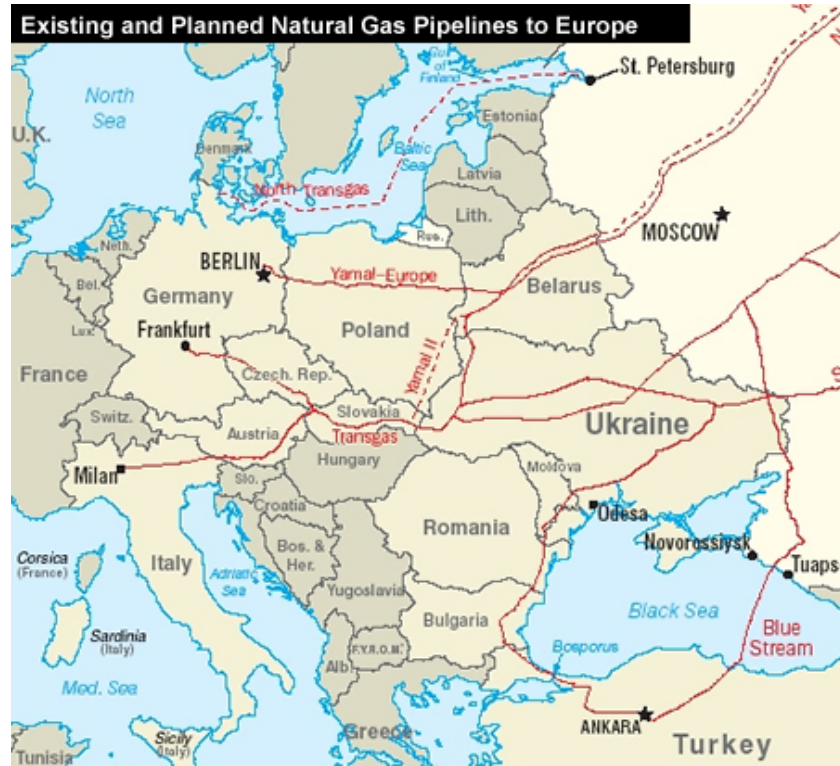 Existing and Planned Natural Gas Pipelines to Europe
Gulf
of
Finland
St. Petersburg
North
Sea
U.K.
Denmark
Baltic
Sea
Estonia
Latvia
Lith.
North Transgas
Rus.
MOSCOW
Neth.
BERLIN
Yamal-Europe
Belarus
Bel.
Germany
Poland
Lux.
Frankfurt
Yamal II
France
Czech. Rep.
Slovakia
Transgas
Ukraine
Switz.
Austria
Hungary
Moldova
Milan
Slo.
Croatia
Romania
Odesa
Novorossiysk
Tuaps
Corsica
(France)
Italy
Bos. &
Her.
Adriatic
Sea
Yugoslavia
Black Sea
Sardinia
(Italy)
Bulgaria
Blue
Stream
Alb.
F.Y.R.O.M.
Bosporus
Med. Sea
Greece
ANKARA
Sicily
(Italy)
Turkey
Tunisia